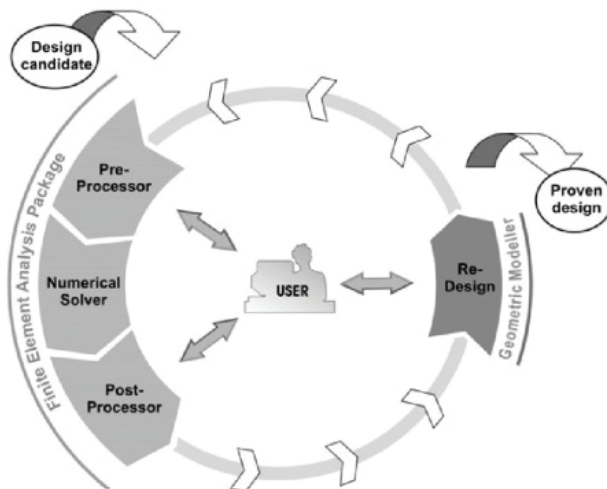 Design
candidate
Finite Element Analysis Package
Pre-
Processor
Numerical
Solver
Post-
Processor
USER
Re-
Design
Geometric Modeller
Proven
design